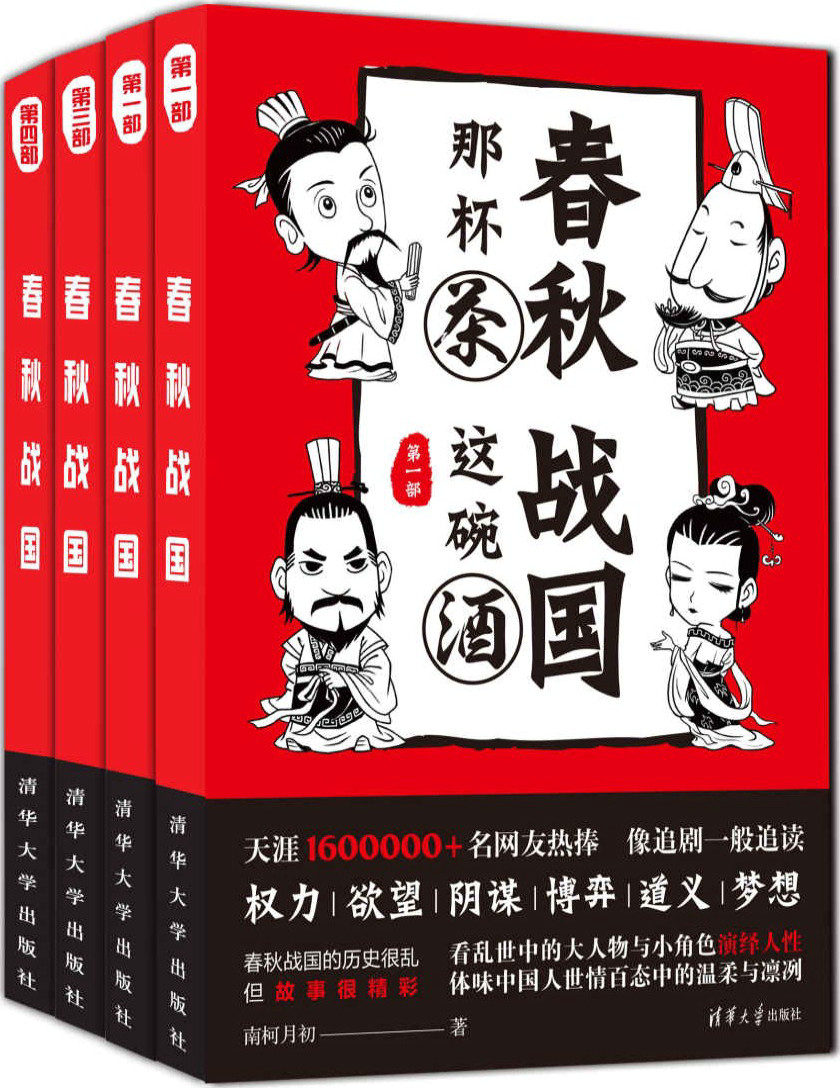 第四部
春秋战国
清华大学出版社
第三部
春秋战国
清华大学出版社
第一部
春秋战国
清华大学出版社
第一部
春秋战国
清华大学出版社
春秋战国
那杯茶
这碗酒
第一部
天涯1600000+名网友热捧 像追剧一般追读
权力|欲望|阴谋|博弈|道义|梦想
春秋战国的历史很乱
但故事很精彩
看乱世中的大人物与小角色演绎人性
体味中国人世情百态中的温柔与凛冽
南柯月初——著
清华大学出版社